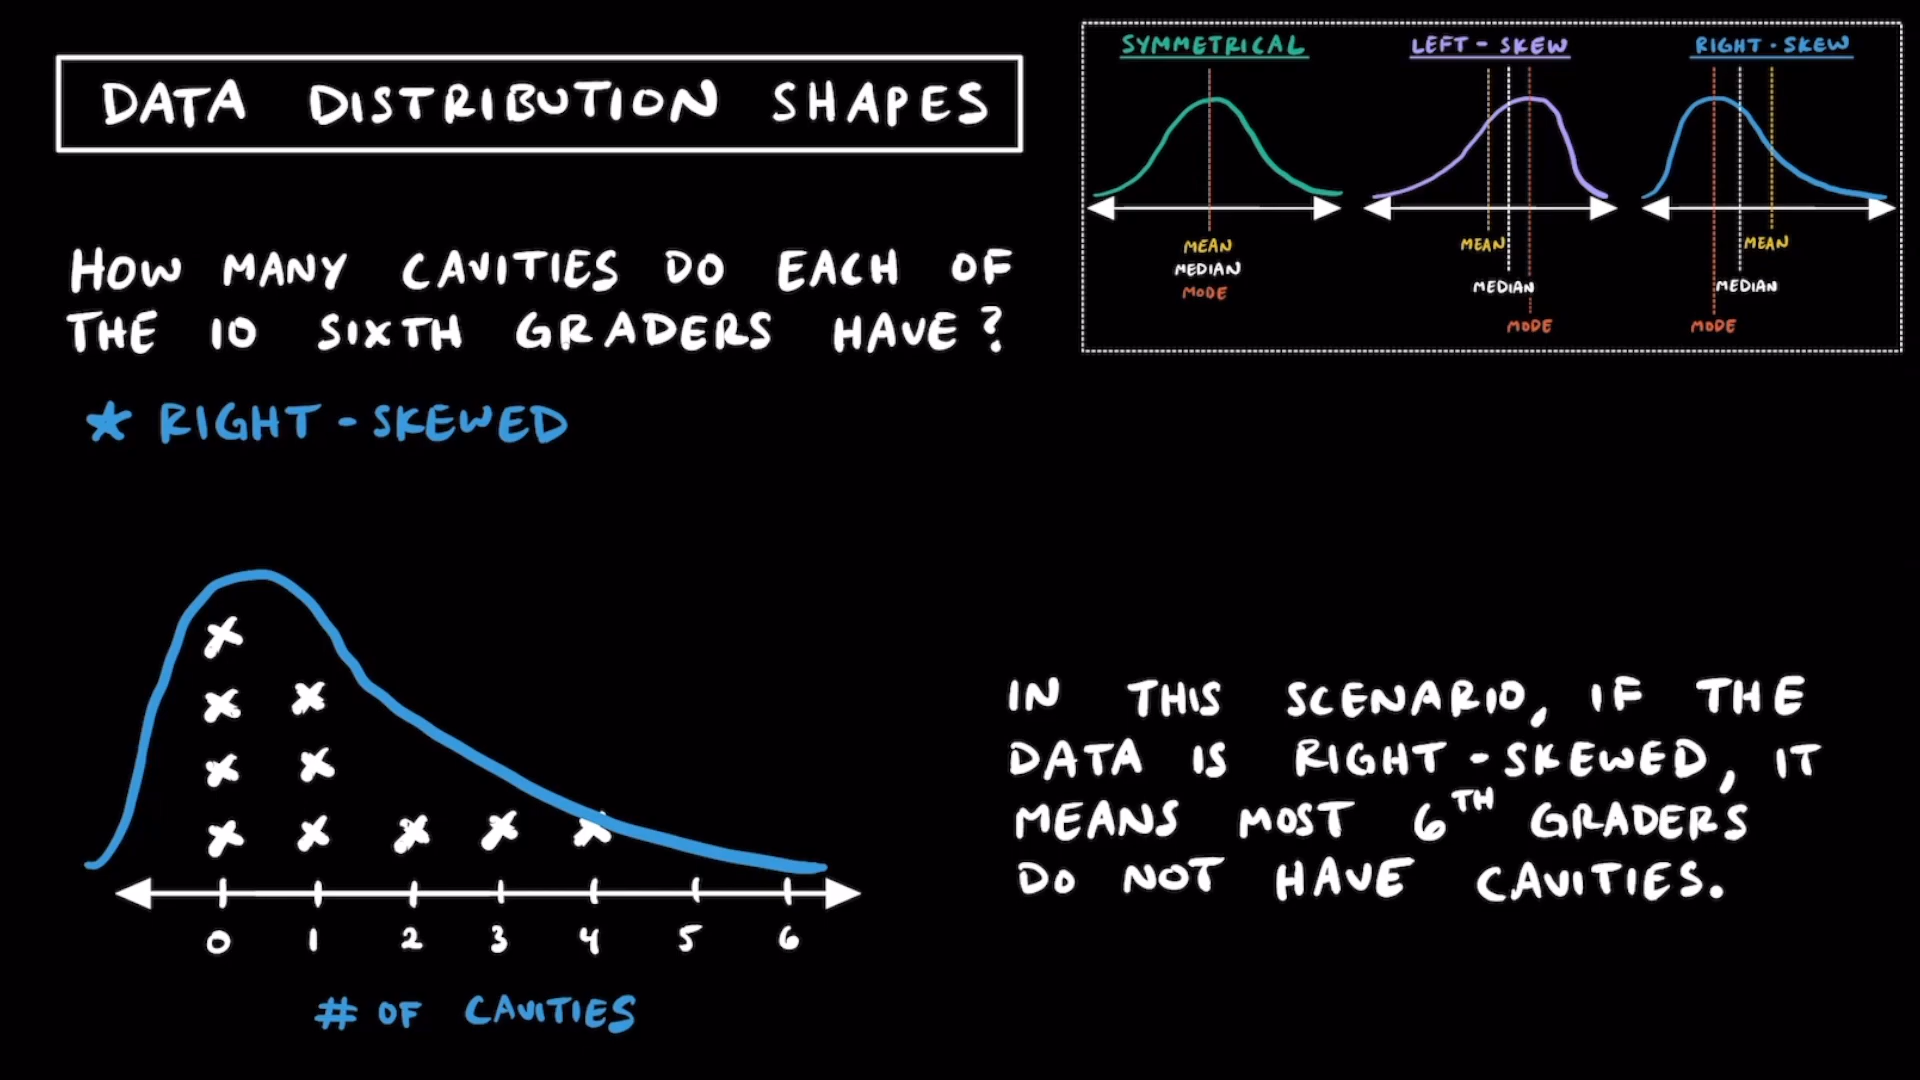 DATA DISTRIBUTION SHAPES
HOW MANY CAVITIES DO EACH OF
THE 10 SIXTH GRADERS HAVE?
* RIGHT-SKEWED
SYMMETRICAL
MEAN
MEDIAN
MODE
LEFT-SKEW
MEAN
MEDIAN
MODE
RIGHT-SKEW
MEAN
MEDIAN
MODE
0 1 2 3 4 5 6
# OF CAVITIES
IN THIS SCENARIO, IF THE
DATA IS RIGHT-SKEWED, IT
MEANS MOST 6TH GRADERS
DO NOT HAVE CAVITIES.